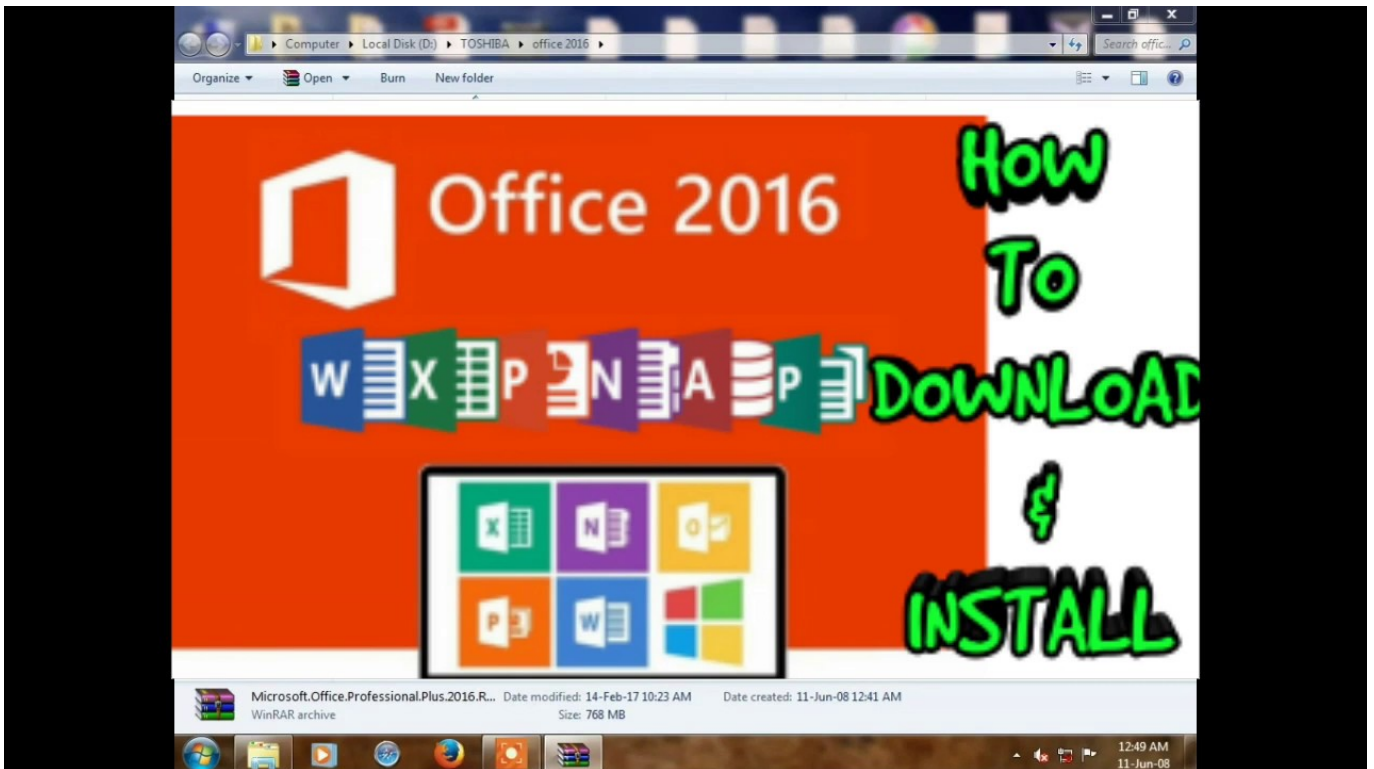 Computer ▸ Local Disk (D:) ▸ TOSHIBA ▸ office 2016 ▸
Search offic...
Organize Open Burn New folder
Office 2016
HOW
TO
DOWNLOAD
&
INSTALL
W X P N A P
X N O
P W
Microsoft.Office.Professional.Plus.2016.R... Date modified: 14-Feb-17 10:23 AM Date created: 11-Jun-08 12:41 AM
WinRAR archive Size: 768 MB
12:49 AM
11-Jun-08